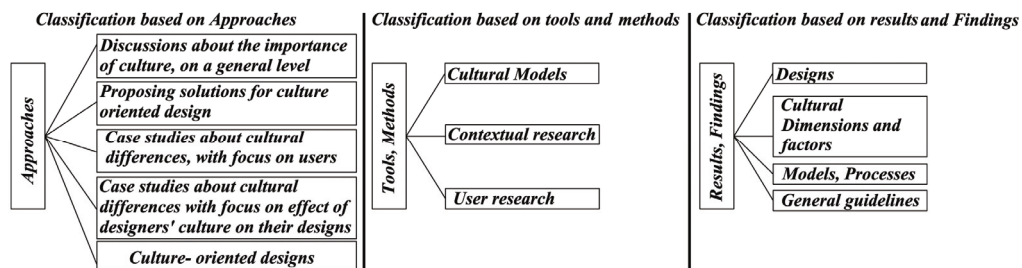 Classification based on Approaches
Approaches
Discussions about the importance
of culture, on a general level
Proposing solutions for culture
oriented design
Case studies about cultural
differences, with focus on users
Case studies about cultural
differences with focus on effect of
designers' culture on their designs
Culture- oriented designs
Classification based on tools and methods
Tools, Methods
Cultural Models
Contextual research
User research
Classification based on results and Findings
Results, Findings
Designs
Cultural
Dimensions and
factors
Models, Processes
General guidelines